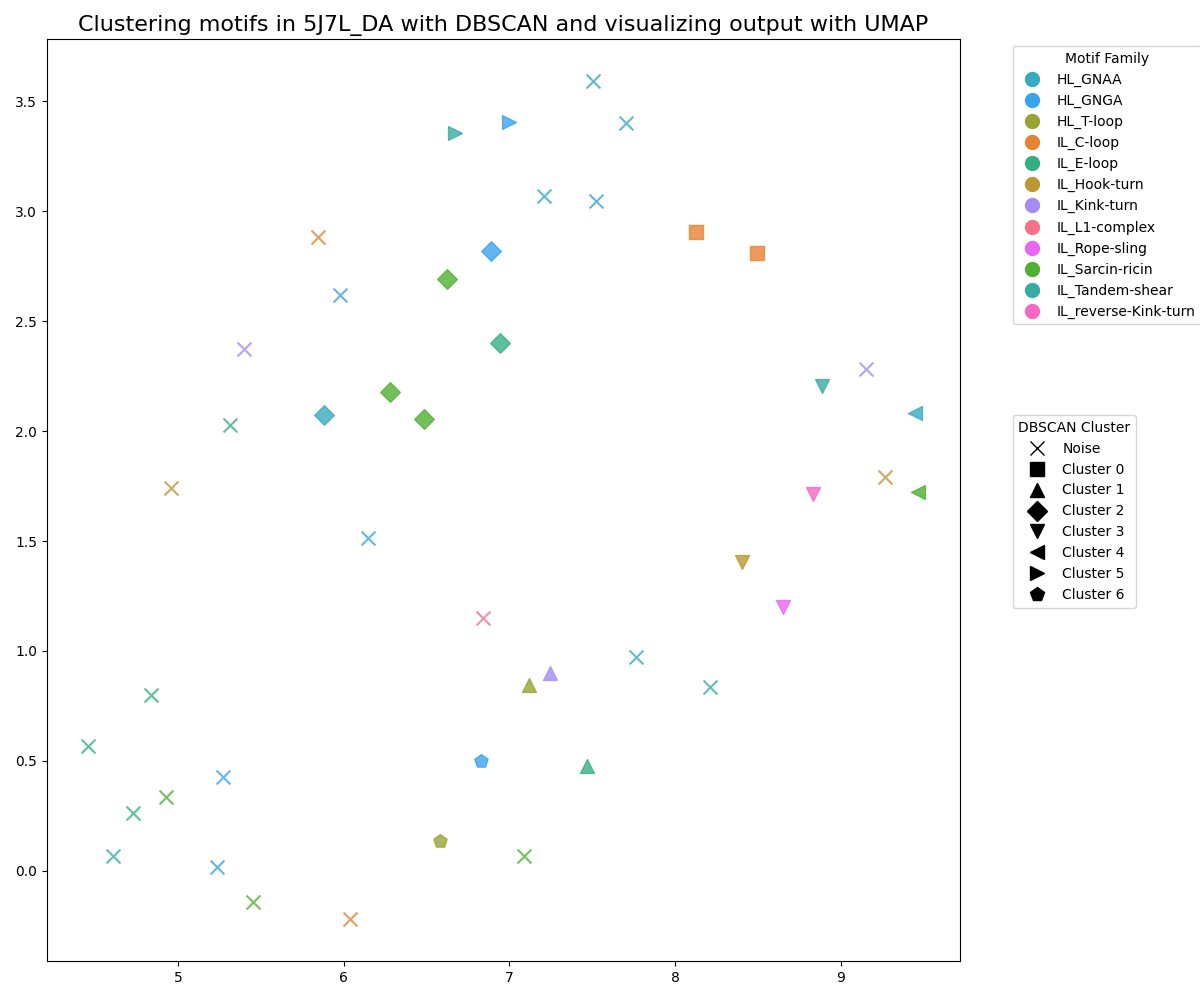 Clustering motifs in 5J7L_DA with DBSCAN and visualizing output with UMAP
3.5
3.0
2.5
2.0
1.5
1.0
0.5
0.0
5
6
7
8
9
Motif Family
HL_GNAA
HL_GNGA
HL_T-loop
IL_C-loop
IL_E-loop
IL_Hook-turn
IL_Kink-turn
IL_L1-complex
IL_Rope-sling
IL_Sarcin-ricin
IL_Tandem-shear
IL_reverse-Kink-turn
DBSCAN Cluster
Noise
Cluster 0
Cluster 1
Cluster 2
Cluster 3
Cluster 4
Cluster 5
Cluster 6